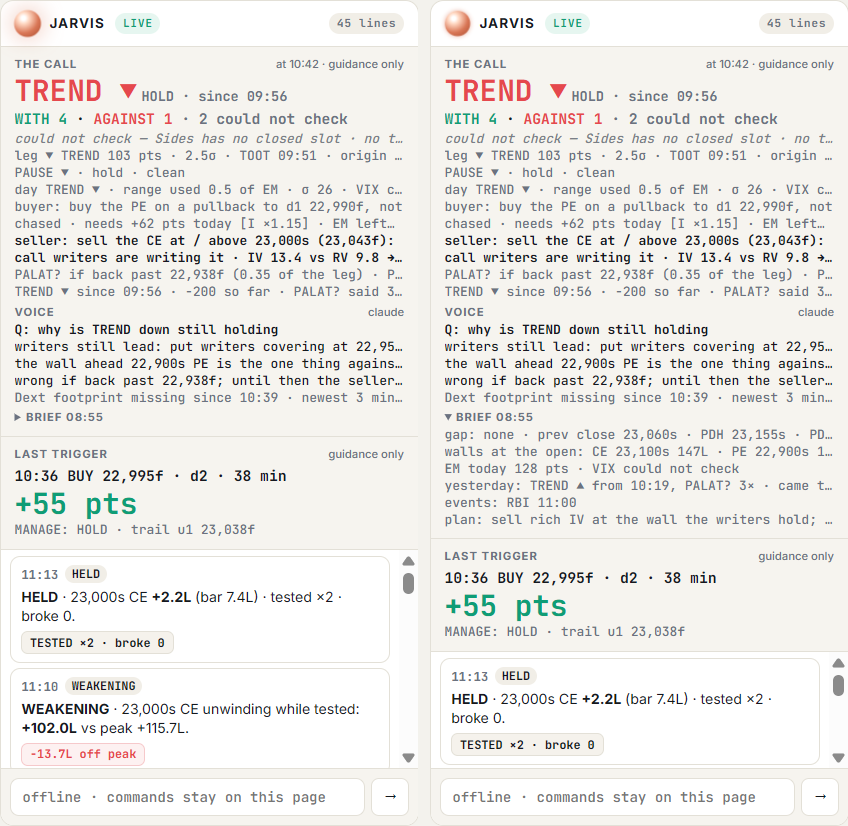 JARVIS LIVE 45 lines
THE CALL at 10:42 · guidance only
TREND ▼ HOLD · since 09:56
WITH 4 · AGAINST 1 · 2 could not check
could not check — Sides has no closed slot · no t…
leg ▼ TREND 103 pts · 2.5σ · TOOT 09:51 · origin …
PAUSE ▼ · hold · clean
day TREND ▼ · range used 0.5 of EM · σ 26 · VIX c…
buyer: buy the PE on a pullback to d1 22,990f, not
chased · needs +62 pts today [I ×1.15] · EM left…
seller: sell the CE at / above 23,000s (23,043f):
call writers are writing it · IV 13.4 vs RV 9.8 →…
PALAT? if back past 22,938f (0.35 of the leg) · P…
TREND ▼ since 09:56 · -200 so far · PALAT? said 3…
VOICE claude
Q: why is TREND down still holding
writers still lead: put writers covering at 22,95…
the wall ahead 22,900s PE is the one thing agains…
wrong if back past 22,938f; until then the seller…
Dext footprint missing since 10:39 · newest 3 min…
▶ BRIEF 08:55
LAST TRIGGER guidance only
10:36 BUY 22,995f · d2 · 38 min
+55 pts
MANAGE: HOLD · trail u1 23,038f
11:13 HELD
HELD · 23,000s CE +2.2L (bar 7.4L) · tested ×2 ·
broke 0.
TESTED ×2 · broke 0
11:10 WEAKENING
WEAKENING · 23,000s CE unwinding while tested:
+102.0L vs peak +115.7L.
-13.7L off peak
offline · commands stay on this page →
JARVIS LIVE 45 lines
THE CALL at 10:42 · guidance only
TREND ▼ HOLD · since 09:56
WITH 4 · AGAINST 1 · 2 could not check
could not check — Sides has no closed slot · no t…
leg ▼ TREND 103 pts · 2.5σ · TOOT 09:51 · origin …
PAUSE ▼ · hold · clean
day TREND ▼ · range used 0.5 of EM · σ 26 · VIX c…
buyer: buy the PE on a pullback to d1 22,990f, not
chased · needs +62 pts today [I ×1.15] · EM left…
seller: sell the CE at / above 23,000s (23,043f):
call writers are writing it · IV 13.4 vs RV 9.8 →…
PALAT? if back past 22,938f (0.35 of the leg) · P…
TREND ▼ since 09:56 · -200 so far · PALAT? said 3…
VOICE claude
Q: why is TREND down still holding
writers still lead: put writers covering at 22,95…
the wall ahead 22,900s PE is the one thing agains…
wrong if back past 22,938f; until then the seller…
Dext footprint missing since 10:39 · newest 3 min…
▼ BRIEF 08:55
gap: none · prev close 23,060s · PDH 23,155s · PD…
walls at the open: CE 23,100s 147L · PE 22,900s 1…
EM today 128 pts · VIX could not check
yesterday: TREND ▲ from 10:19, PALAT? 3× · came t…
events: RBI 11:00
plan: sell rich IV at the wall the writers hold; …
LAST TRIGGER guidance only
10:36 BUY 22,995f · d2 · 38 min
+55 pts
MANAGE: HOLD · trail u1 23,038f
11:13 HELD
HELD · 23,000s CE +2.2L (bar 7.4L) · tested ×2 ·
broke 0.
TESTED ×2 · broke 0
offline · commands stay on this page →